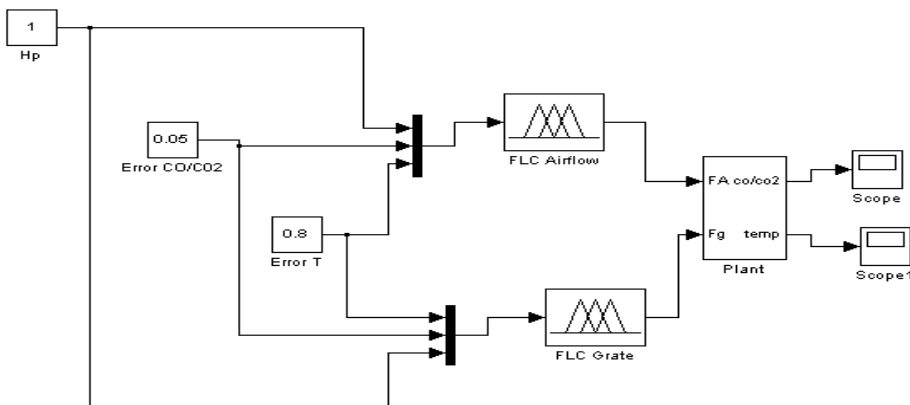 1
Hp
0.05
Error CO/CO2
0.8
Error T
FLC Airflow
FA co/co2
Fg temp
Plant
Scope
Scope1
FLC Grate